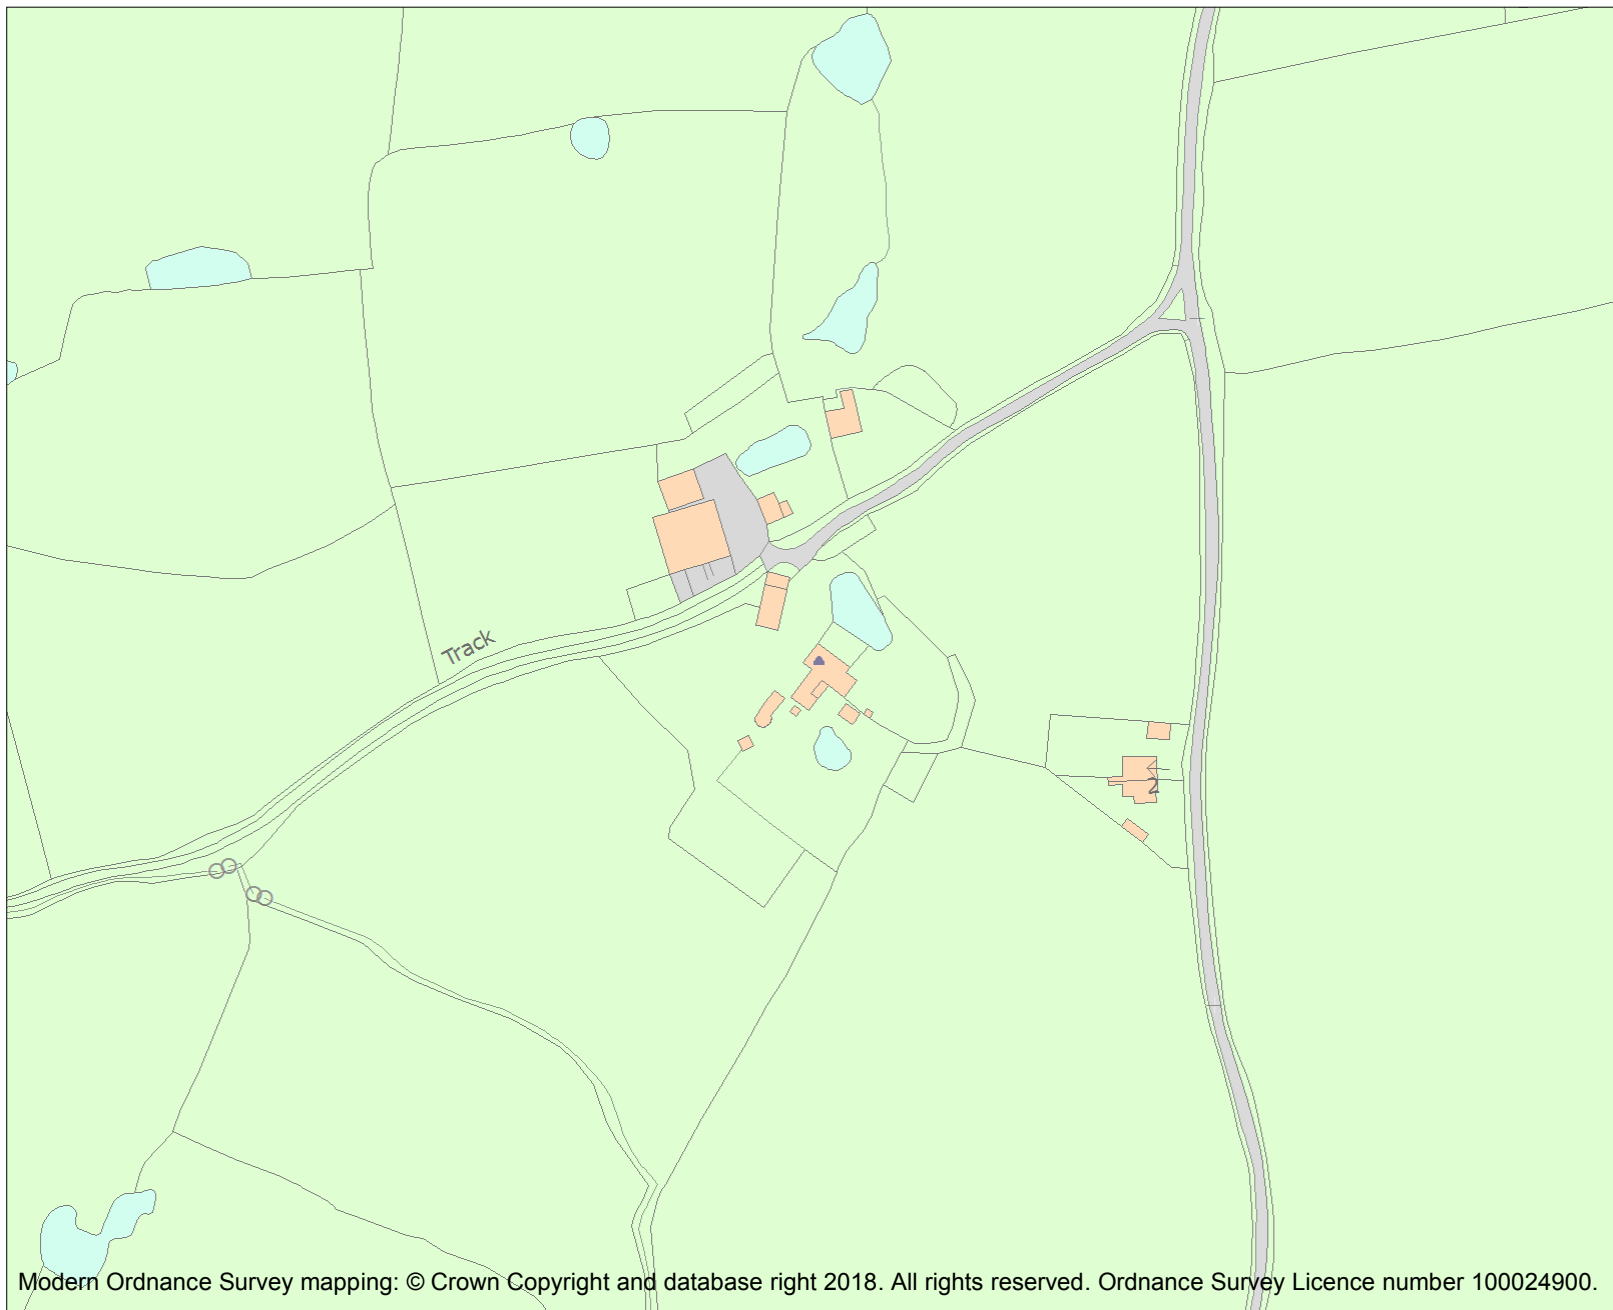 Track
2
Modern Ordnance Survey mapping: © Crown Copyright and database right 2018. All rights reserved. Ordnance Survey Licence number 100024900.